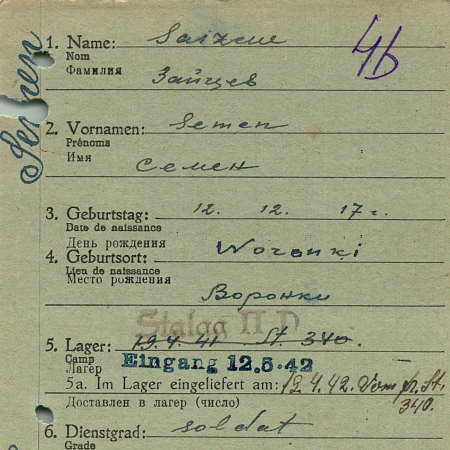 4b
Semen
1. Name: Saizew
Nom
Фамилия Зайцев
2. Vornamen: Semen
Prénoms
Имя Семен
3. Geburtstag: 12. 12. 17 г.
Date de naissance
День рождения
4. Geburtsort: Woronki
Lieu de naissance
Место рождения
Воронки
Stalag II D
5. Lager: 19.4.41 St. 340.
Camp
Лагер Eingang 12.5.42
5a. Im Lager eingeliefert am: 12.4.42. Vom St.
Доставлен в лагер (число) 340.
6. Dienstgrad: soldat
Grade